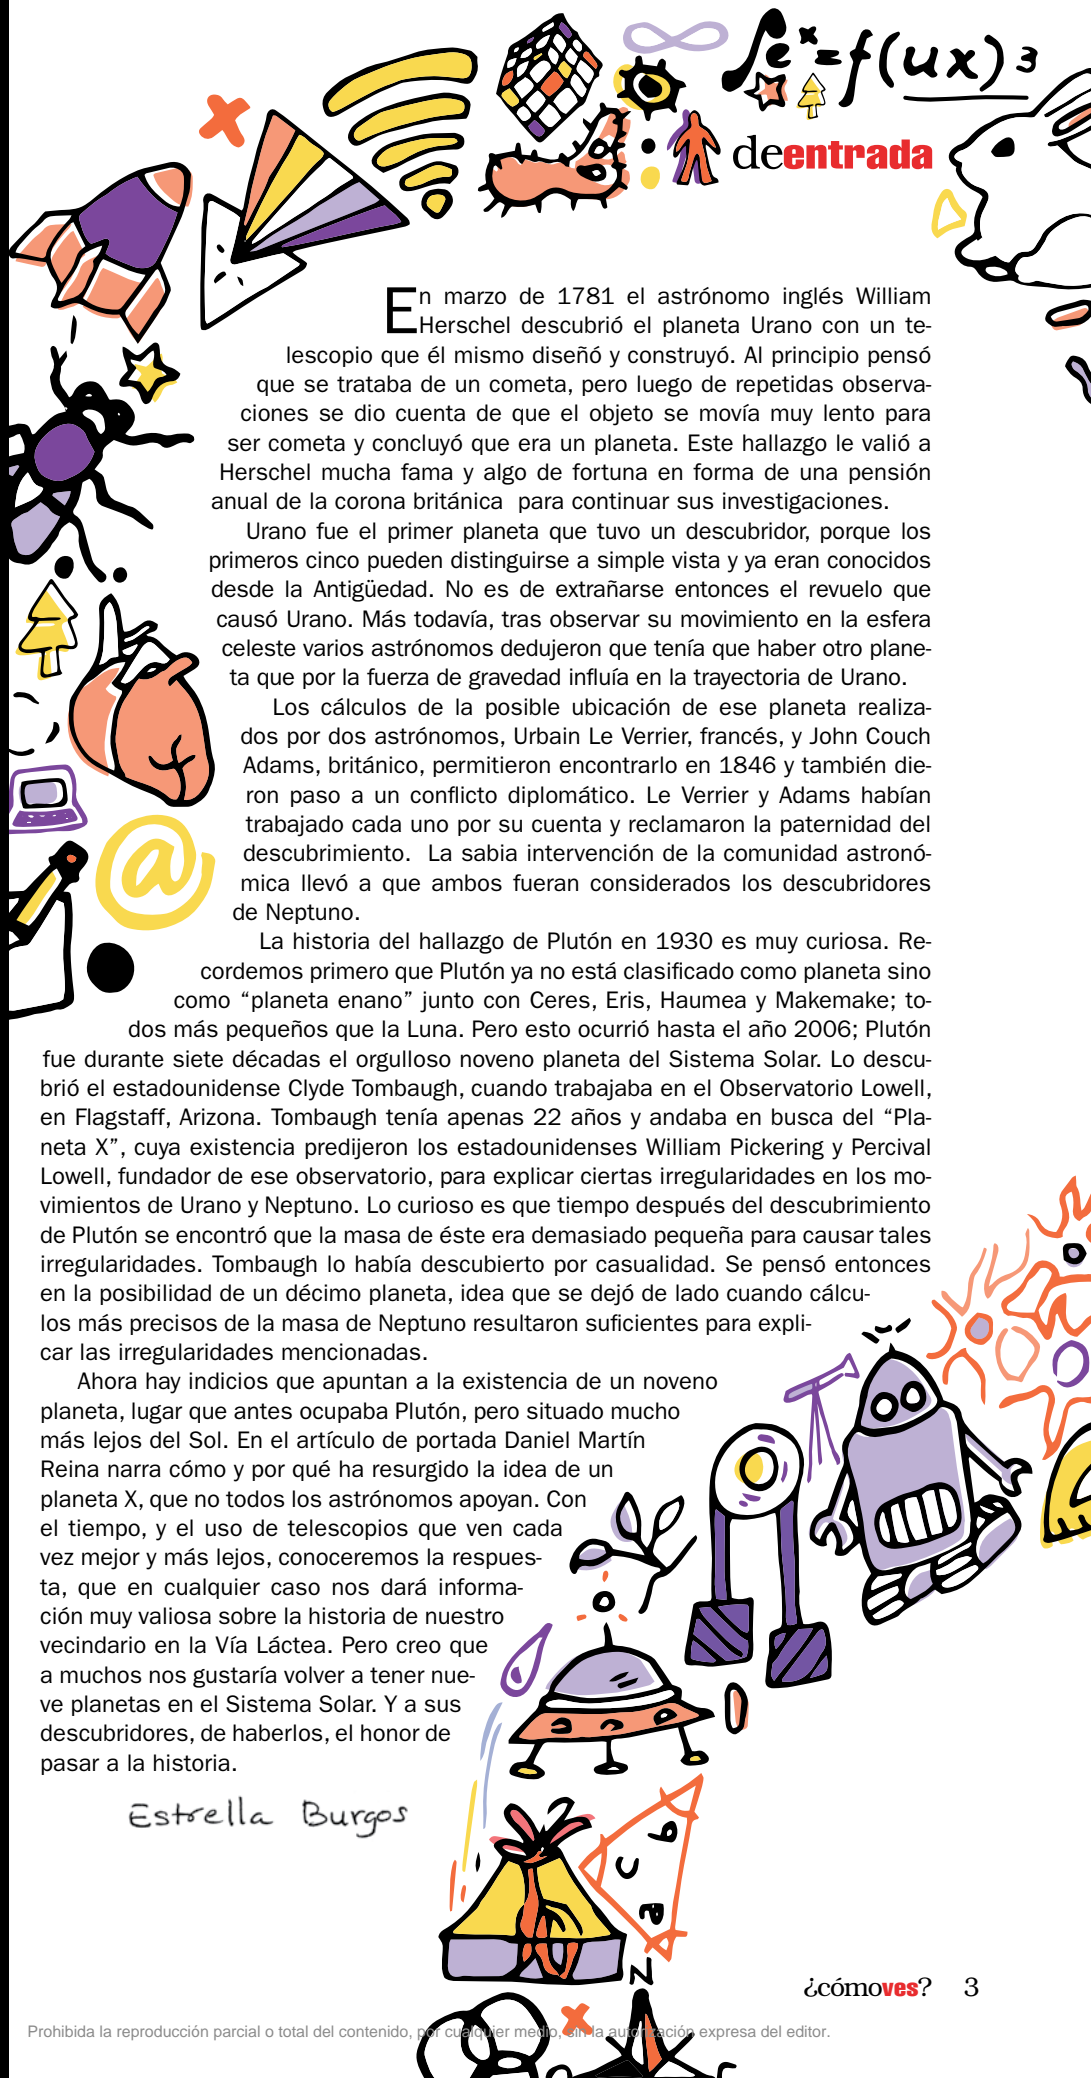 ∫eˣ=f(ux)³
deentrada
En marzo de 1781 el astrónomo inglés William
Herschel descubrió el planeta Urano con un te-
lescopio que él mismo diseñó y construyó. Al principio pensó
que se trataba de un cometa, pero luego de repetidas observa-
ciones se dio cuenta de que el objeto se movía muy lento para
ser cometa y concluyó que era un planeta. Este hallazgo le valió a
Herschel mucha fama y algo de fortuna en forma de una pensión
anual de la corona británica  para continuar sus investigaciones.
Urano fue el primer planeta que tuvo un descubridor, porque los
primeros cinco pueden distinguirse a simple vista y ya eran conocidos
desde la Antigüedad. No es de extrañarse entonces el revuelo que
causó Urano. Más todavía, tras observar su movimiento en la esfera
celeste varios astrónomos dedujeron que tenía que haber otro plane-
ta que por la fuerza de gravedad influía en la trayectoria de Urano.
Los cálculos de la posible ubicación de ese planeta realiza-
dos por dos astrónomos, Urbain Le Verrier, francés, y John Couch
Adams, británico, permitieron encontrarlo en 1846 y también die-
ron paso a un conflicto diplomático. Le Verrier y Adams habían
trabajado cada uno por su cuenta y reclamaron la paternidad del
descubrimiento.  La sabia intervención de la comunidad astronó-
mica llevó a que ambos fueran considerados los descubridores
de Neptuno.
La historia del hallazgo de Plutón en 1930 es muy curiosa. Re-
cordemos primero que Plutón ya no está clasificado como planeta sino
como “planeta enano” junto con Ceres, Eris, Haumea y Makemake; to-
dos más pequeños que la Luna. Pero esto ocurrió hasta el año 2006; Plutón
fue durante siete décadas el orgulloso noveno planeta del Sistema Solar. Lo descu-
brió el estadounidense Clyde Tombaugh, cuando trabajaba en el Observatorio Lowell,
en Flagstaff, Arizona. Tombaugh tenía apenas 22 años y andaba en busca del “Pla-
neta X”, cuya existencia predijeron los estadounidenses William Pickering y Percival
Lowell, fundador de ese observatorio, para explicar ciertas irregularidades en los mo-
vimientos de Urano y Neptuno. Lo curioso es que tiempo después del descubrimiento
de Plutón se encontró que la masa de éste era demasiado pequeña para causar tales
irregularidades. Tombaugh lo había descubierto por casualidad. Se pensó entonces
en la posibilidad de un décimo planeta, idea que se dejó de lado cuando cálcu-
los más precisos de la masa de Neptuno resultaron suficientes para expli-
car las irregularidades mencionadas.
Ahora hay indicios que apuntan a la existencia de un noveno
planeta, lugar que antes ocupaba Plutón, pero situado mucho
más lejos del Sol. En el artículo de portada Daniel Martín
Reina narra cómo y por qué ha resurgido la idea de un
planeta X, que no todos los astrónomos apoyan. Con
el tiempo, y el uso de telescopios que ven cada
vez mejor y más lejos, conoceremos la respues-
ta, que en cualquier caso nos dará informa-
ción muy valiosa sobre la historia de nuestro
vecindario en la Vía Láctea. Pero creo que
a muchos nos gustaría volver a tener nue-
ve planetas en el Sistema Solar. Y a sus
descubridores, de haberlos, el honor de
pasar a la historia.
Estrella Burgos
@
b
c
a
N
¿cómoves? 3
Prohibida la reproducción parcial o total del contenido, por cualquier medio, sin la autorización expresa del editor.